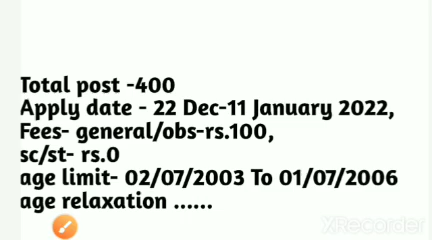 Total post -400
Apply date - 22 Dec-11 January 2022,
Fees- general/obs-rs.100,
sc/st- rs.0
age limit- 02/07/2003 To 01/07/2006
age relaxation ......
XRecorder